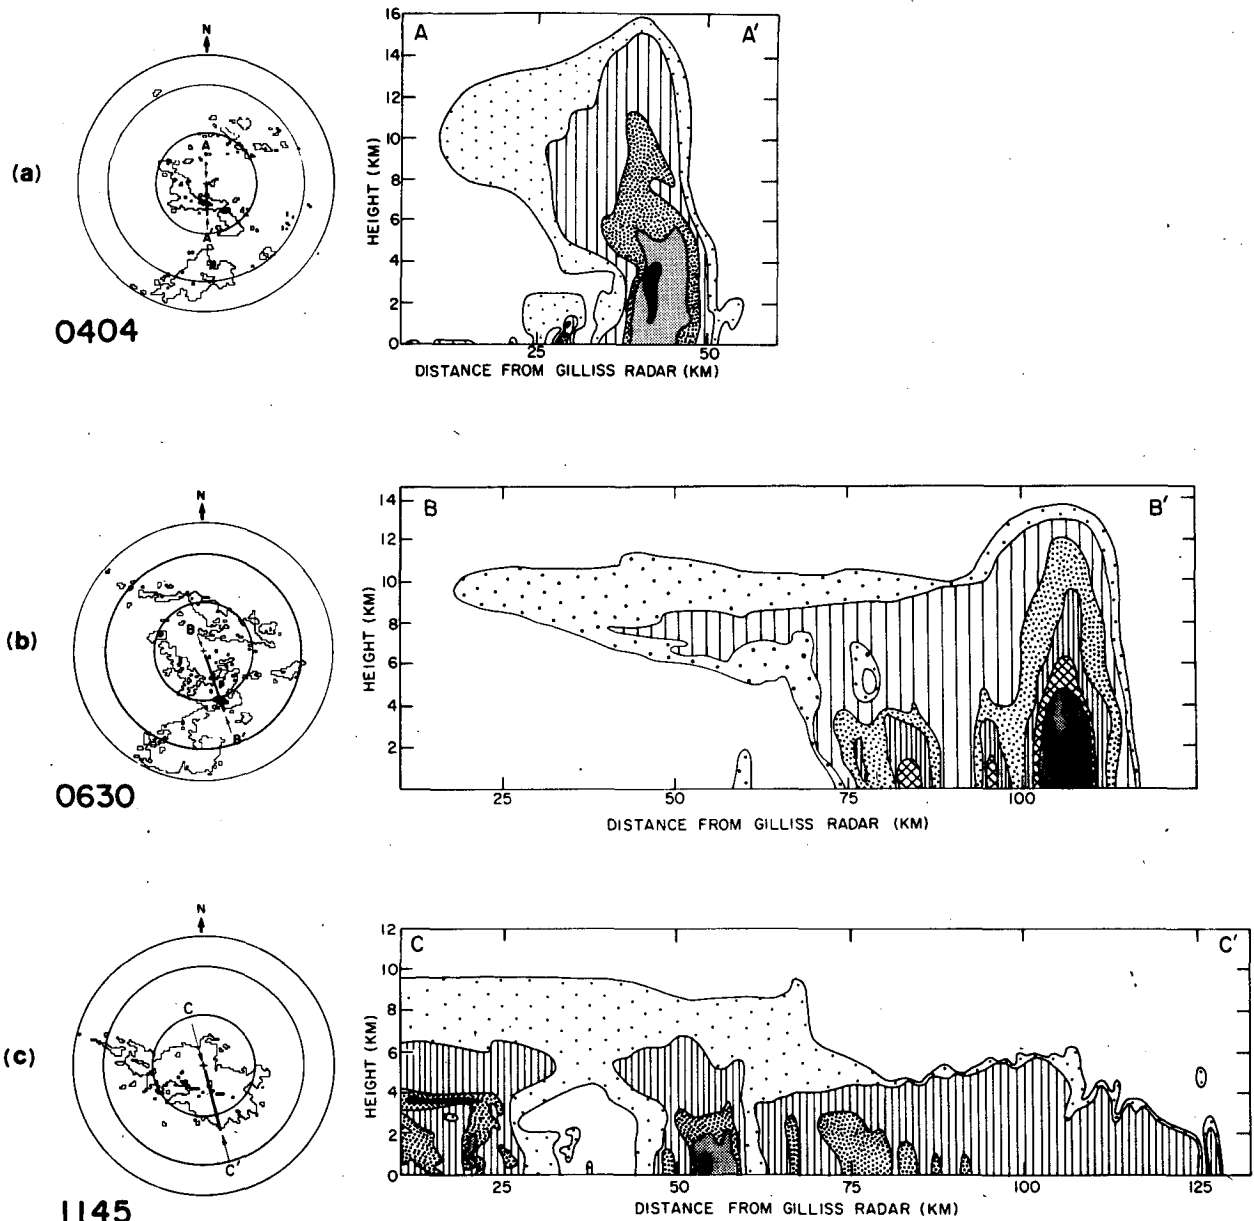 N
A
A
(a)
0404
HEIGHT (KM)
16
14
12
10
8
6
4
2
0
A
A'
25
50
DISTANCE FROM GILLISS RADAR (KM)
N
B
B'
(b)
0630
HEIGHT (KM)
14
12
10
8
6
4
2
B
B'
25
50
75
100
DISTANCE FROM GILLISS RADAR (KM)
N
C
C'
(c)
1145
HEIGHT (KM)
12
10
8
6
4
2
0
C
C'
25
50
75
100
125
DISTANCE FROM GILLISS RADAR (KM)